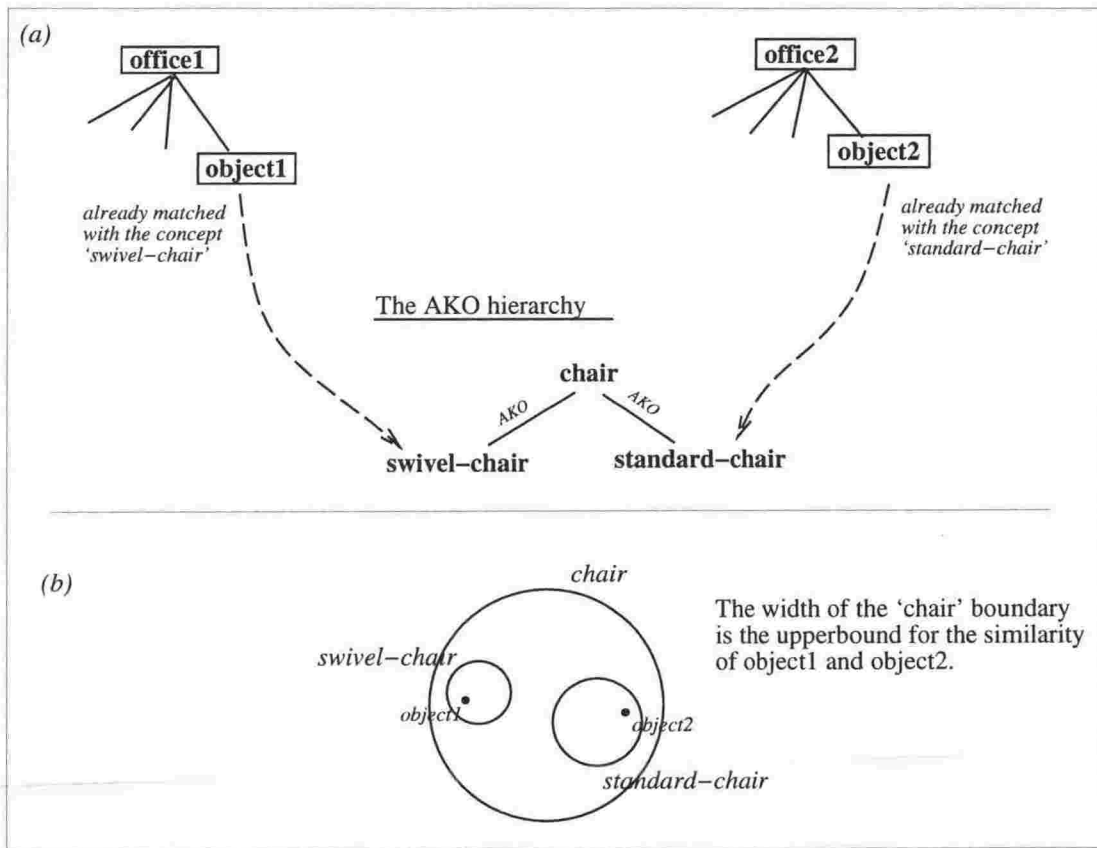 (a)
office1
office2
object1
object2
already matched
with the concept
'swivel−chair'
already matched
with the concept
'standard−chair'
The AKO hierarchy
chair
AKO
AKO
swivel−chair
standard−chair
(b)
chair
The width of the 'chair' boundary
is the upperbound for the similarity
of object1 and object2.
swivel−chair
object1
object2
standard−chair